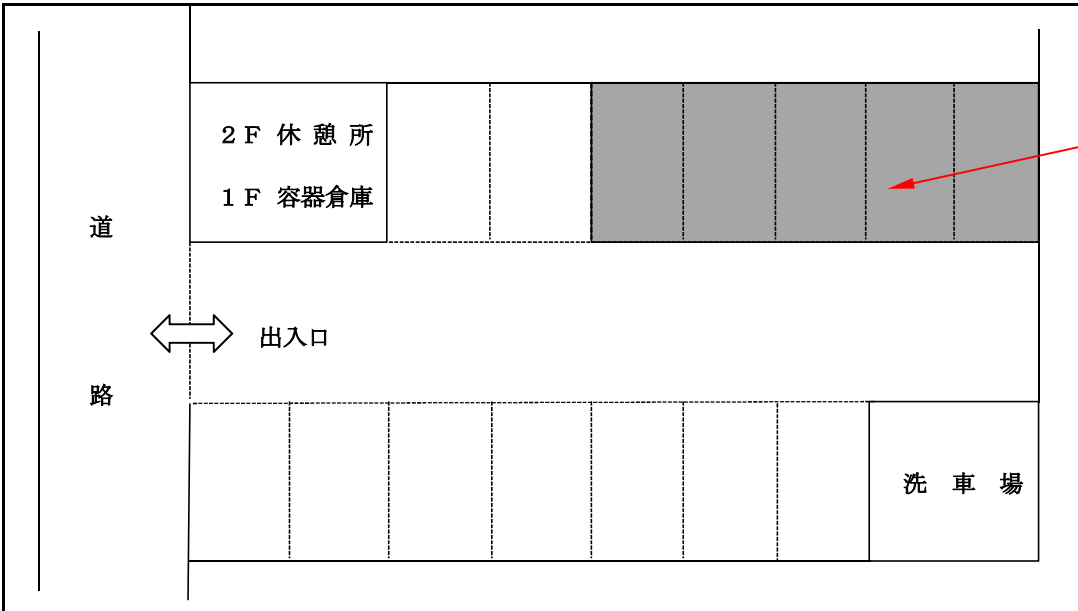 ２Ｆ 休 憩 所
１Ｆ 容器倉庫
道
路
出入口
洗 車 場